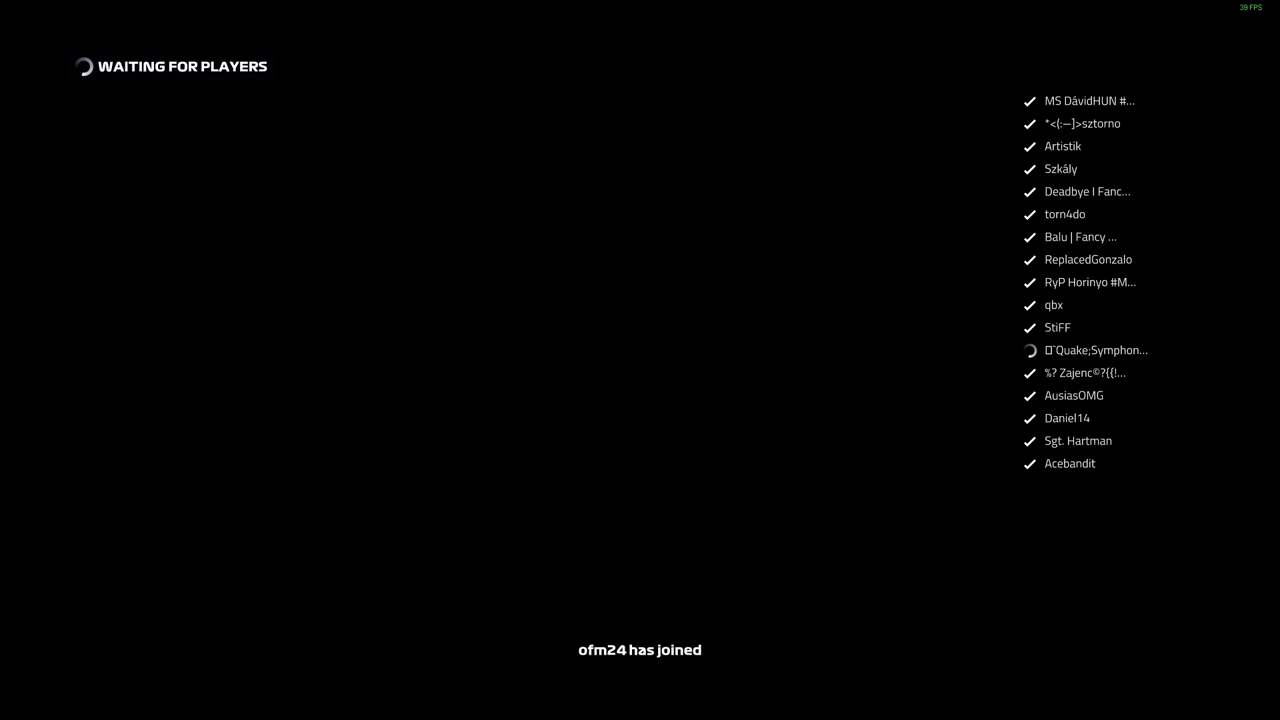 39 FPS
WAITING FOR PLAYERS
MS DávidHUN #...
*<(:—]>sztorno
Artistik
Szkály
Deadbye I Fanc...
torn4do
Balu | Fancy ...
ReplacedGonzalo
RyP Horinyo #M...
qbx
StiFF
□`Quake;Symphon...
%? Zajenc©?{{!...
AusiasOMG
Daniel14
Sgt. Hartman
Acebandit
ofm24 has joined